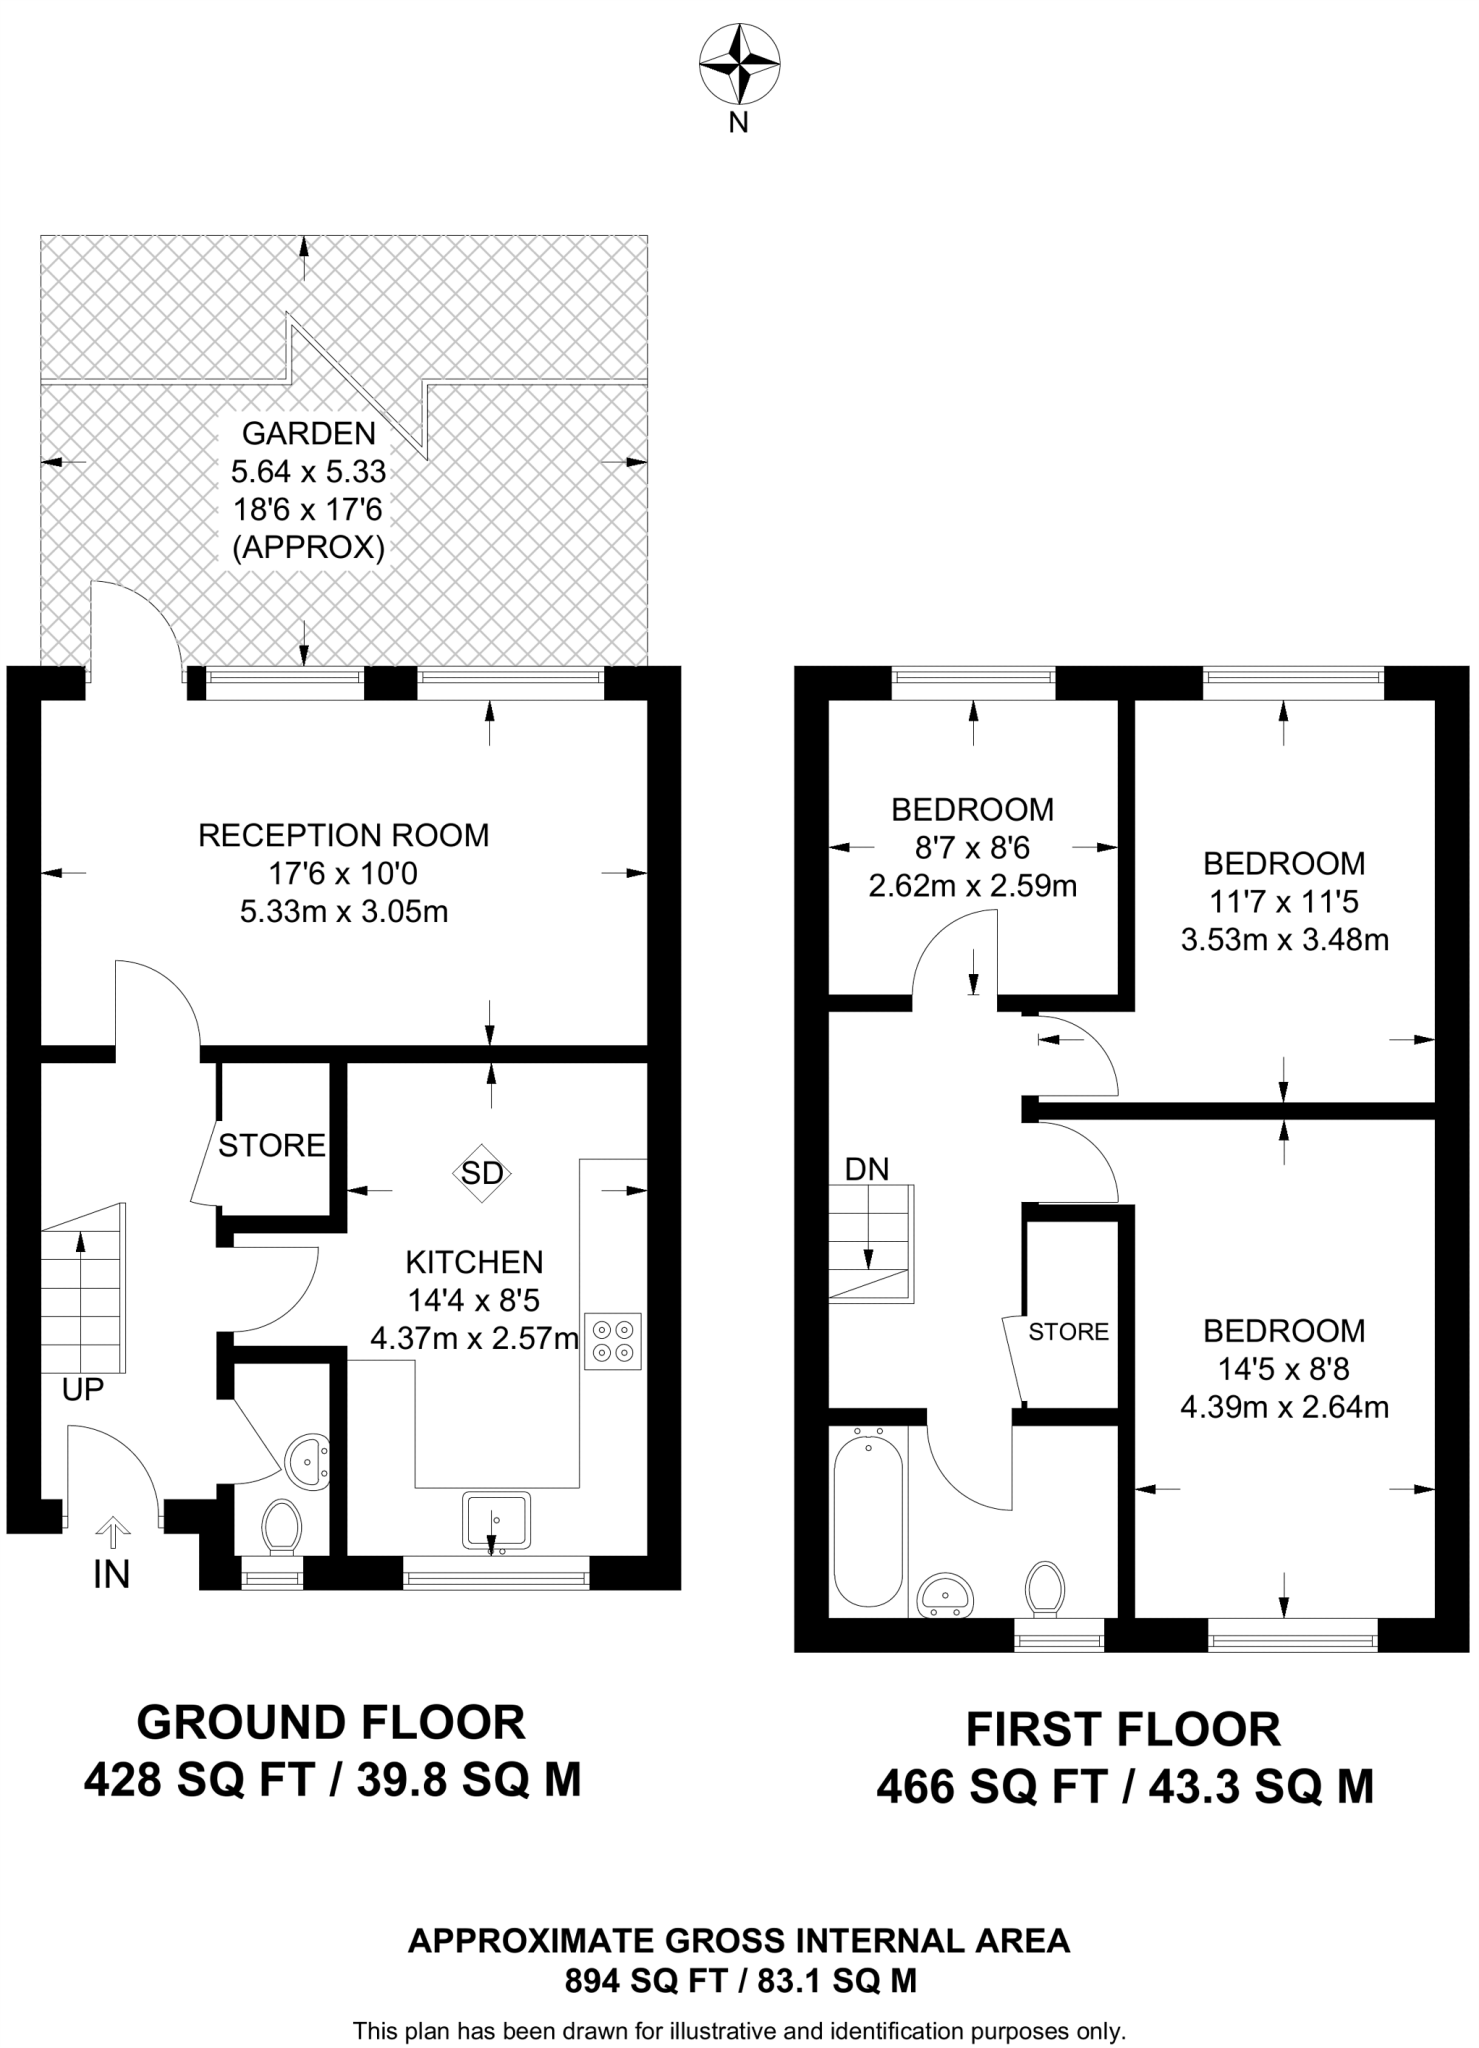 N
GARDEN
5.64 x 5.33
18'6 x 17'6
(APPROX)
RECEPTION ROOM
17'6 x 10'0
5.33m x 3.05m
STORE
SD
KITCHEN
14'4 x 8'5
4.37m x 2.57m
UP
IN
BEDROOM
8'7 x 8'6
2.62m x 2.59m
BEDROOM
11'7 x 11'5
3.53m x 3.48m
DN
STORE
BEDROOM
14'5 x 8'8
4.39m x 2.64m
GROUND FLOOR
428 SQ FT / 39.8 SQ M
FIRST FLOOR
466 SQ FT / 43.3 SQ M
APPROXIMATE GROSS INTERNAL AREA
894 SQ FT / 83.1 SQ M
This plan has been drawn for illustrative and identification purposes only.